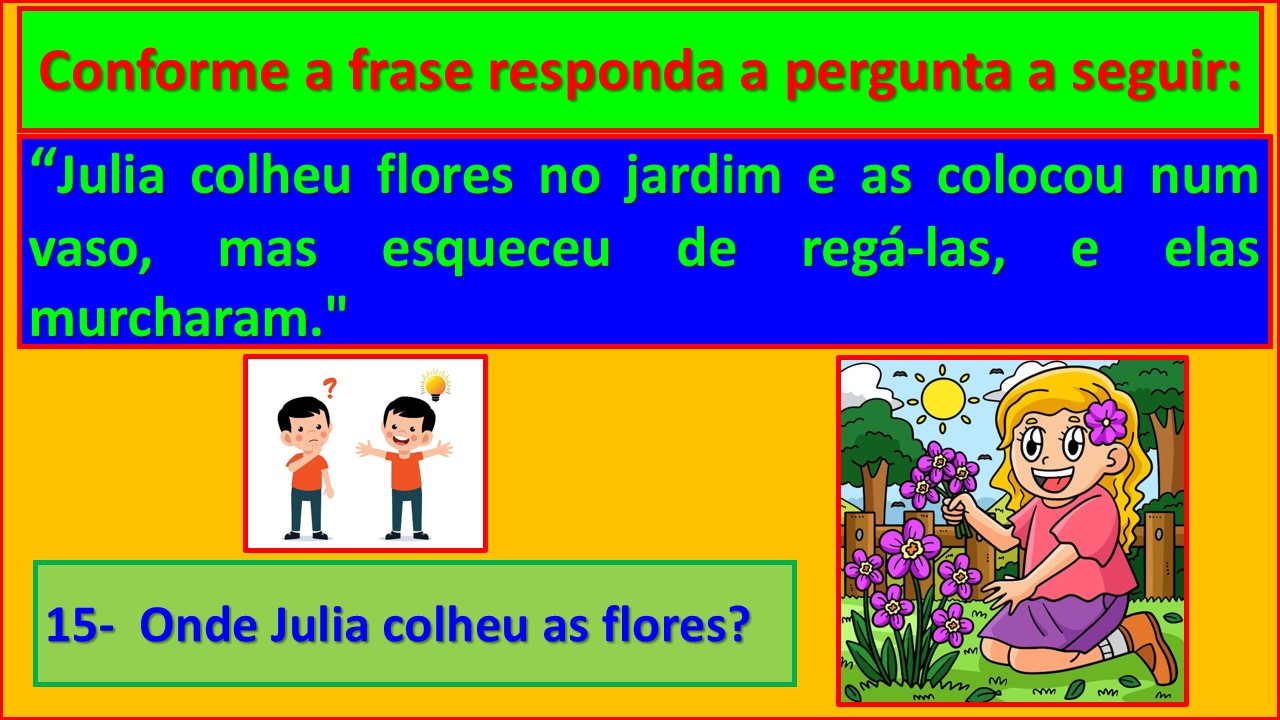 Conforme a frase responda a pergunta a seguir:
“Julia colheu flores no jardim e as colocou num
vaso, mas esqueceu de regá-las, e elas
murcharam."
?
15- Onde Julia colheu as flores?